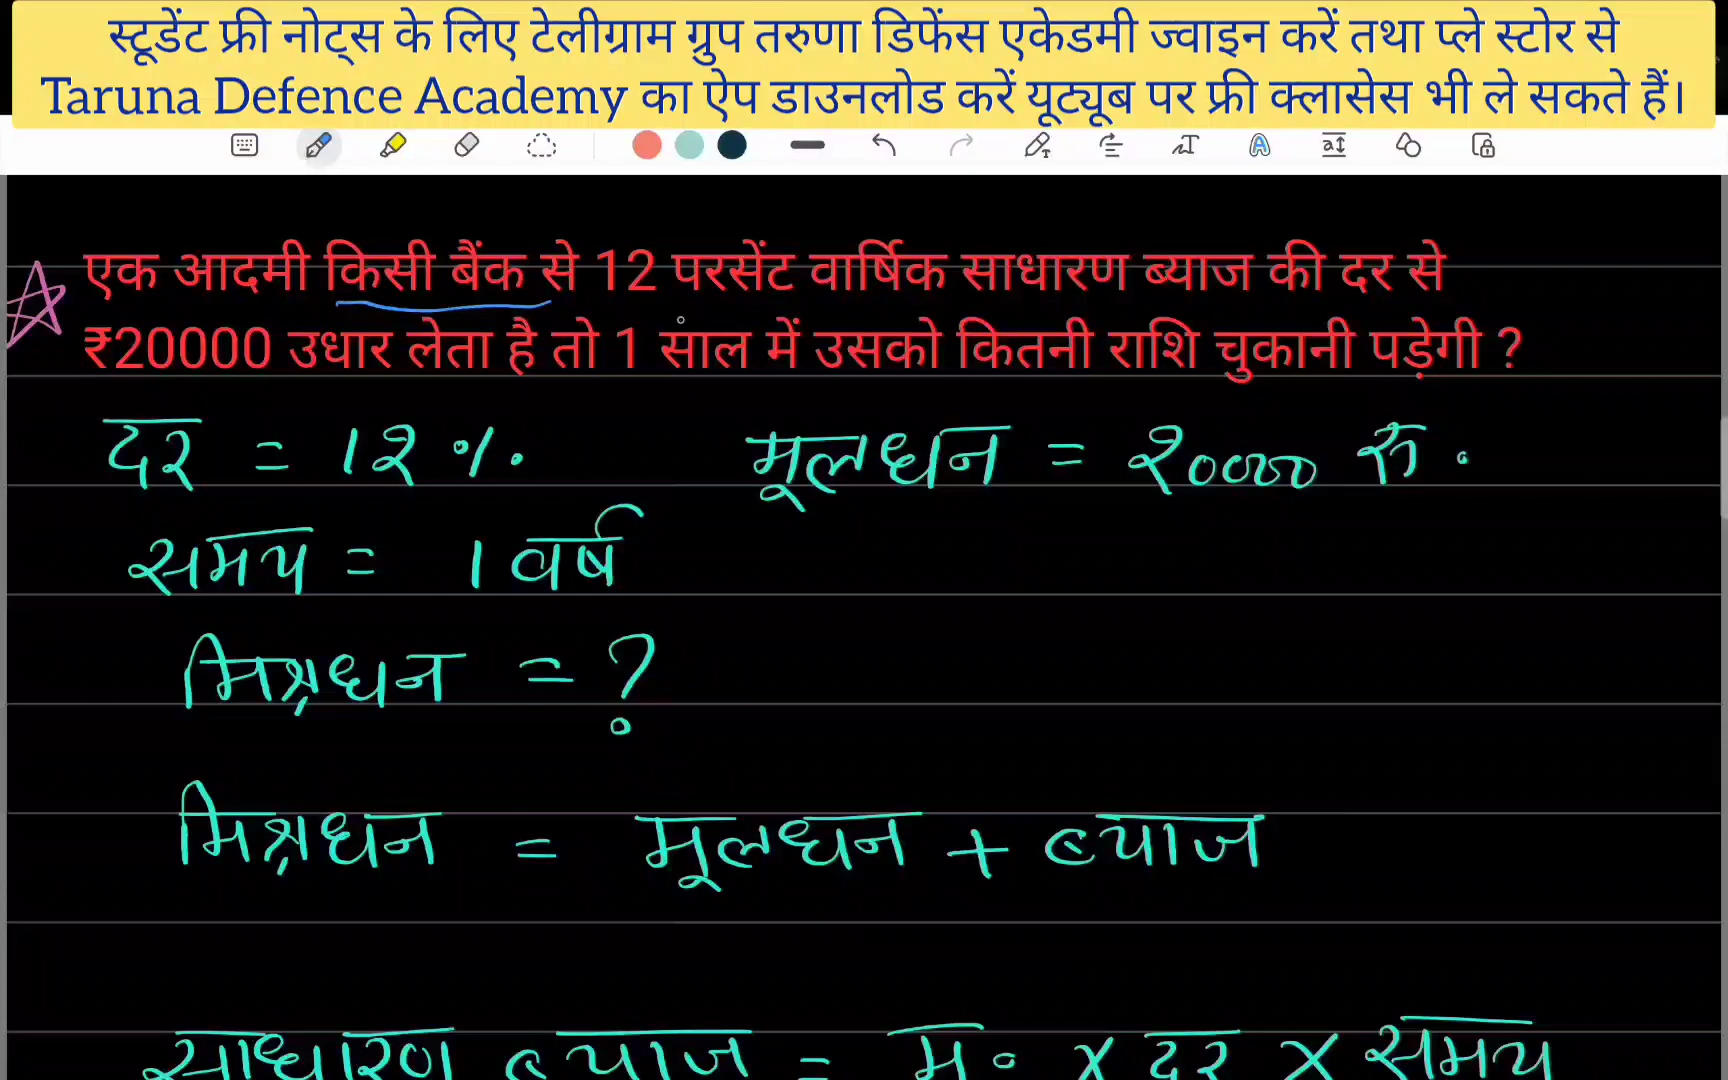 स्टूडेंट फ्री नोट्स के लिए टेलीग्राम ग्रुप तरुणा डिफेंस एकेडमी ज्वाइन करें तथा प्ले स्टोर से
Taruna Defence Academy का ऐप डाउनलोड करें यूट्यूब पर फ्री क्लासेस भी ले सकते हैं।
एक आदमी किसी बैंक से 12 परसेंट वार्षिक साधारण ब्याज की दर से
₹20000 उधार लेता है तो 1 साल में उसको कितनी राशि चुकानी पड़ेगी ?
दर = 12 % मूलधन = 20000 रु.
समय = 1 वर्ष
मिश्रधन = ?
मिश्रधन = मूलधन + ब्याज
साधारण ब्याज = मू० × दर × समय